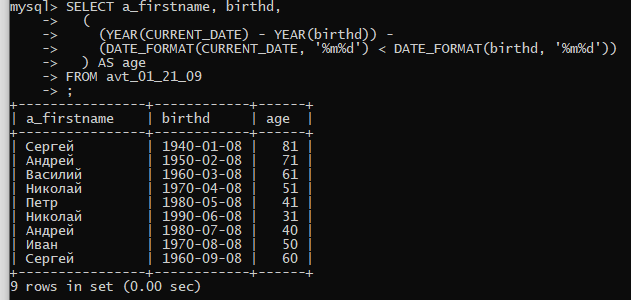 mysql> SELECT a_firstname, birthd,
    ->   (
    ->     (YEAR(CURRENT_DATE) - YEAR(birthd)) -
    ->     (DATE_FORMAT(CURRENT_DATE, '%m%d') < DATE_FORMAT(birthd, '%m%d'))
    ->   ) AS age
    -> FROM avt_01_21_09
    -> ;
+----------------+------------+------+
| a_firstname    | birthd     | age  |
+----------------+------------+------+
| Сергей         | 1940-01-08 |   81 |
| Андрей         | 1950-02-08 |   71 |
| Василий        | 1960-03-08 |   61 |
| Николай        | 1970-04-08 |   51 |
| Петр           | 1980-05-08 |   41 |
| Николай        | 1990-06-08 |   31 |
| Андрей         | 1980-07-08 |   40 |
| Иван           | 1970-08-08 |   50 |
| Сергей         | 1960-09-08 |   60 |
+----------------+------------+------+
9 rows in set (0.00 sec)